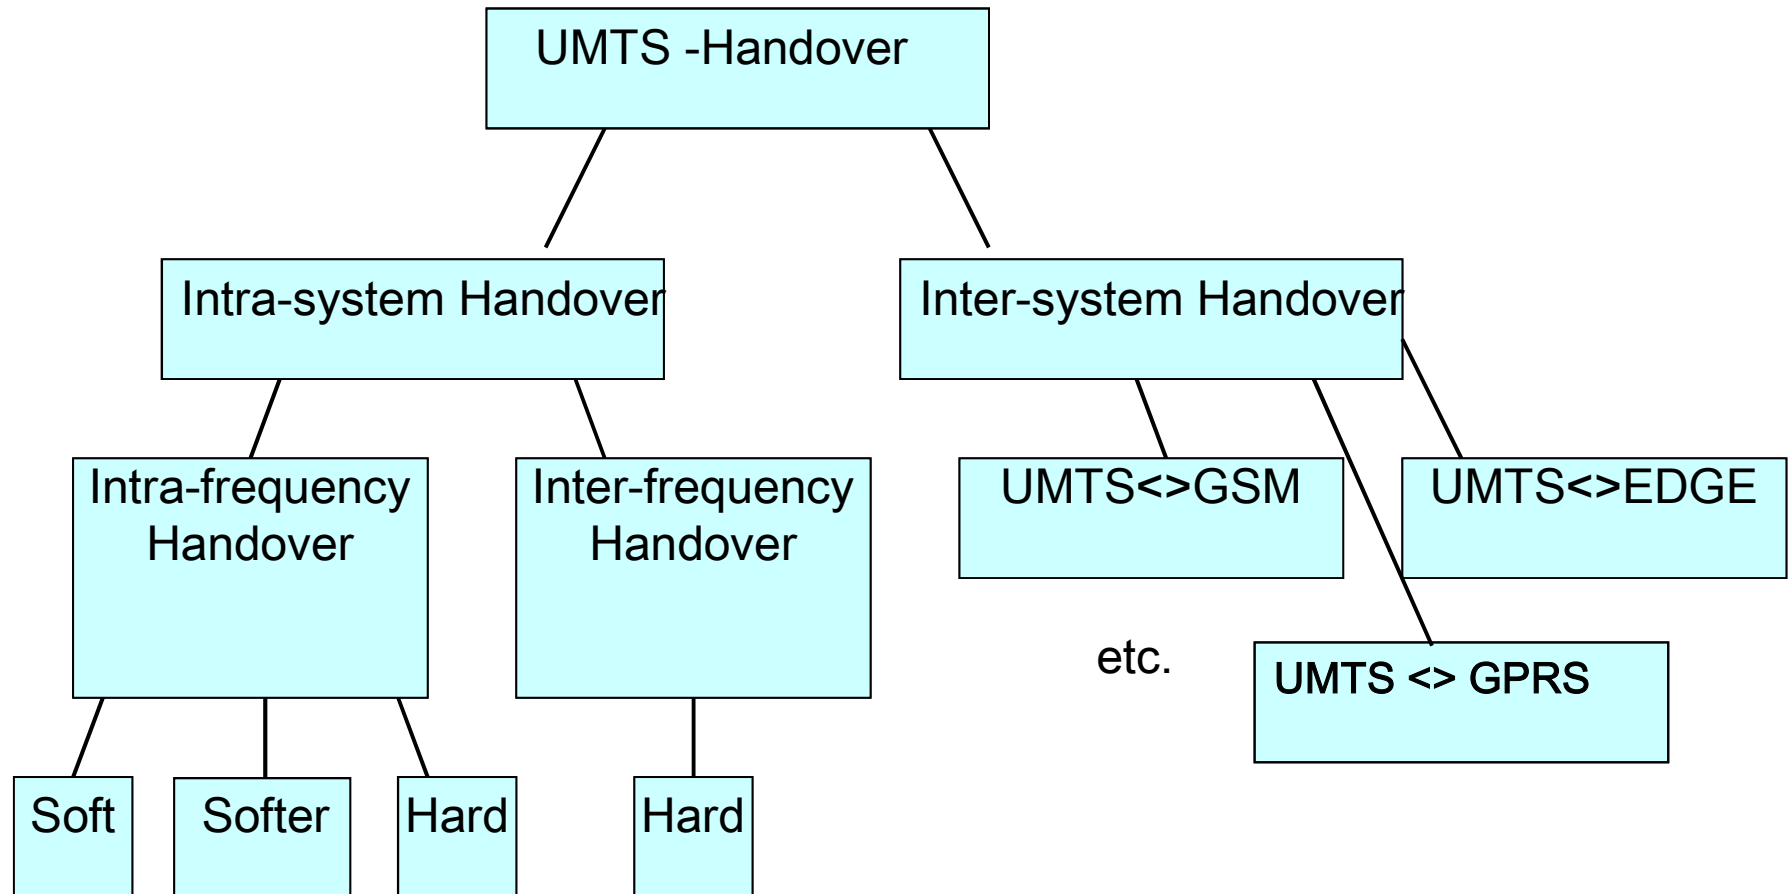 UMTS -Handover
Intra-system Handover
Inter-system Handover
Intra-frequency
Handover
Inter-frequency
Handover
UMTS<>GSM
UMTS<>EDGE
etc.
UMTS <> GPRS
Soft
Softer
Hard
Hard